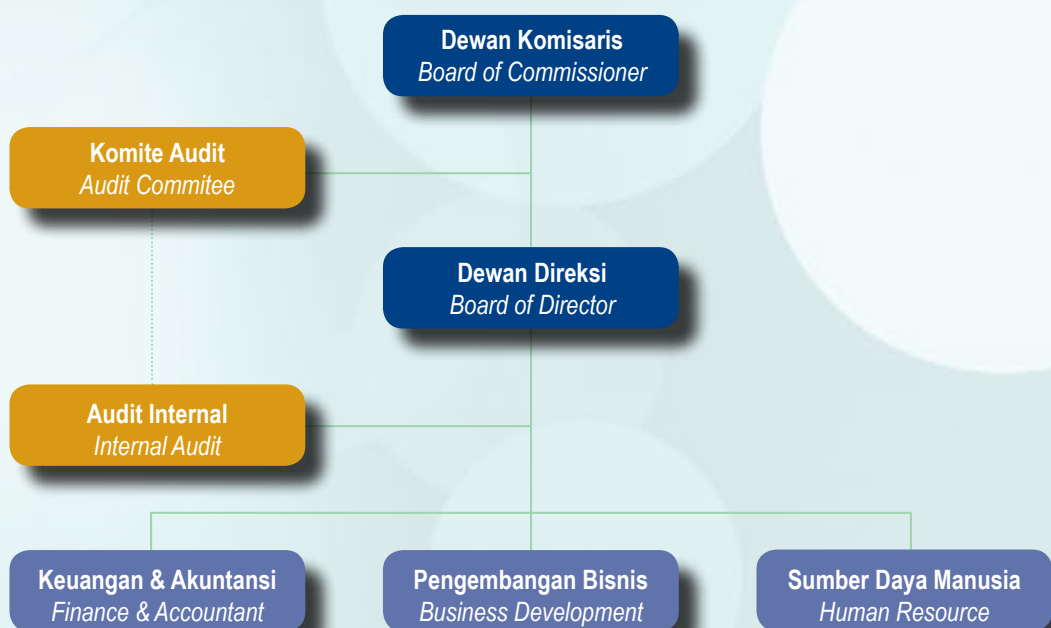 Dewan Komisaris
Board of Commissioner
Komite Audit
Audit Commitee
Dewan Direksi
Board of Director
Audit Internal
Internal Audit
Keuangan & Akuntansi
Finance & Accountant
Pengembangan Bisnis
Business Development
Sumber Daya Manusia
Human Resource